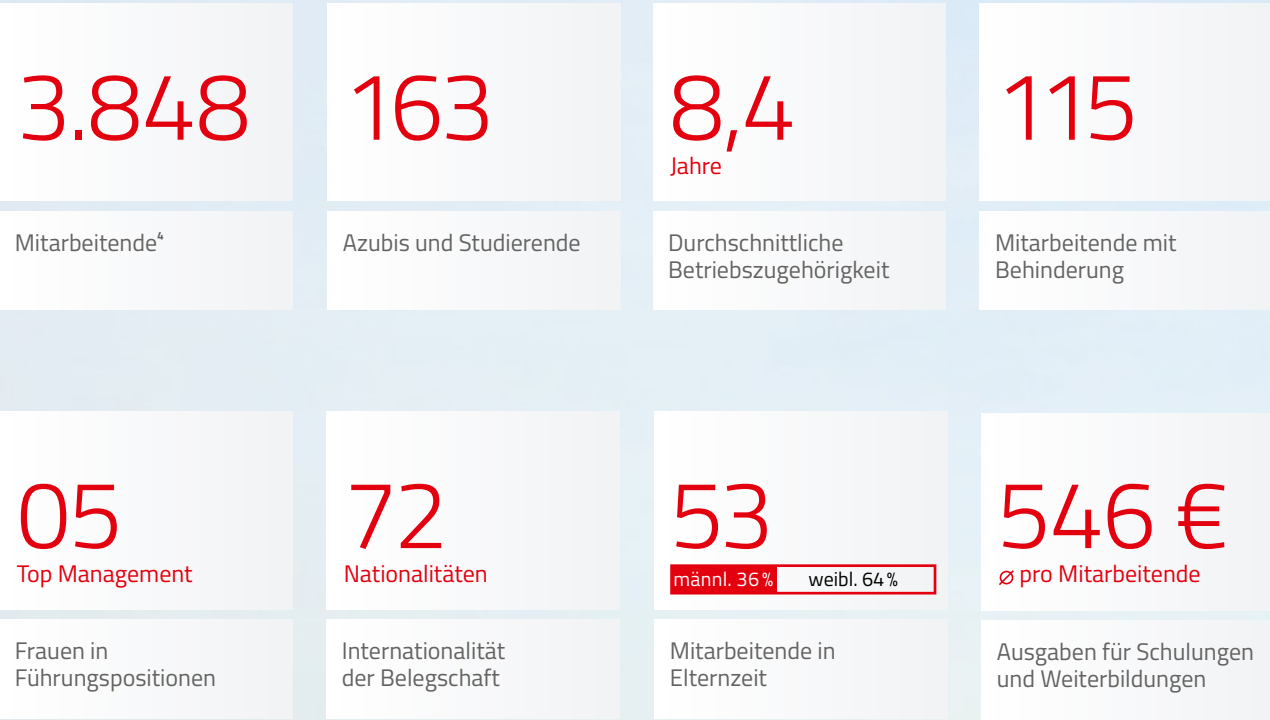 3.848
Mitarbeitende⁴
163
Azubis und Studierende
8,4
Jahre
Durchschnittliche
Betriebszugehörigkeit
115
Mitarbeitende mit
Behinderung
05
Top Management
Frauen in
Führungspositionen
72
Nationalitäten
Internationalität
der Belegschaft
53
männl. 36 % weibl. 64 %
Mitarbeitende in
Elternzeit
546 €
⌀ pro Mitarbeitende
Ausgaben für Schulungen
und Weiterbildungen